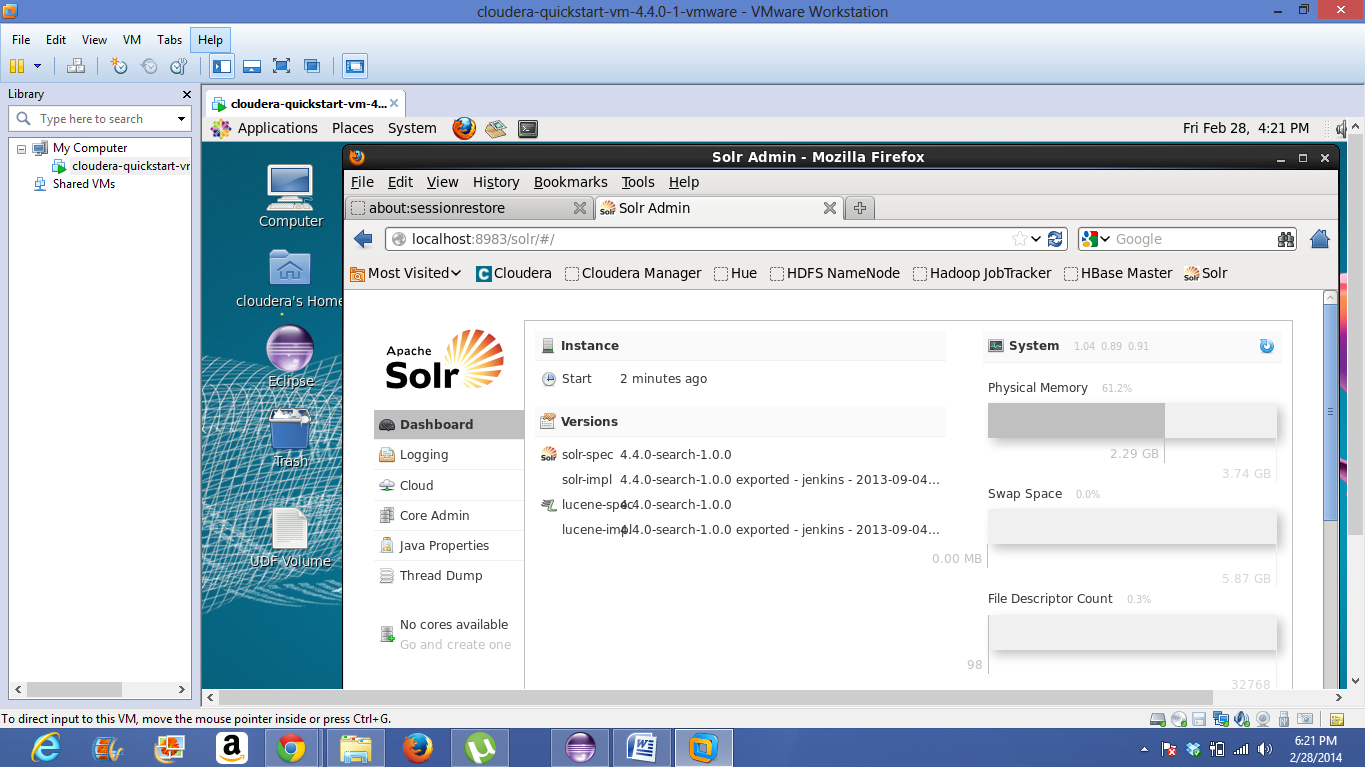 cloudera-quickstart-vm-4.4.0-1-vmware - VMware Workstation
File Edit View VM Tabs Help
Library
Type here to search
My Computer
cloudera-quickstart-vr
Shared VMs
cloudera-quickstart-vm-4...
Applications Places System Fri Feb 28, 4:21 PM
Computer
cloudera's Home
Eclipse
Trash
UDF Volume
Solr Admin - Mozilla Firefox
File Edit View History Bookmarks Tools Help
about:sessionrestore Solr Admin
localhost:8983/solr/#/ Google
Most Visited Cloudera Cloudera Manager Hue HDFS NameNode Hadoop JobTracker HBase Master Solr
Apache
Solr
Dashboard
Logging
Cloud
Core Admin
Java Properties
Thread Dump
No cores available
Go and create one
Instance
Start 2 minutes ago
Versions
solr-spec 4.4.0-search-1.0.0
solr-impl 4.4.0-search-1.0.0 exported - jenkins - 2013-09-04...
lucene-spec 4.4.0-search-1.0.0
lucene-impl 4.4.0-search-1.0.0 exported - jenkins - 2013-09-04...
System 1.04 0.89 0.91
Physical Memory 61.2%
2.29 GB
3.74 GB
Swap Space 0.0%
0.00 MB
5.87 GB
File Descriptor Count 0.3%
98
32768
To direct input to this VM, move the mouse pointer inside or press Ctrl+G.
6:21 PM
2/28/2014